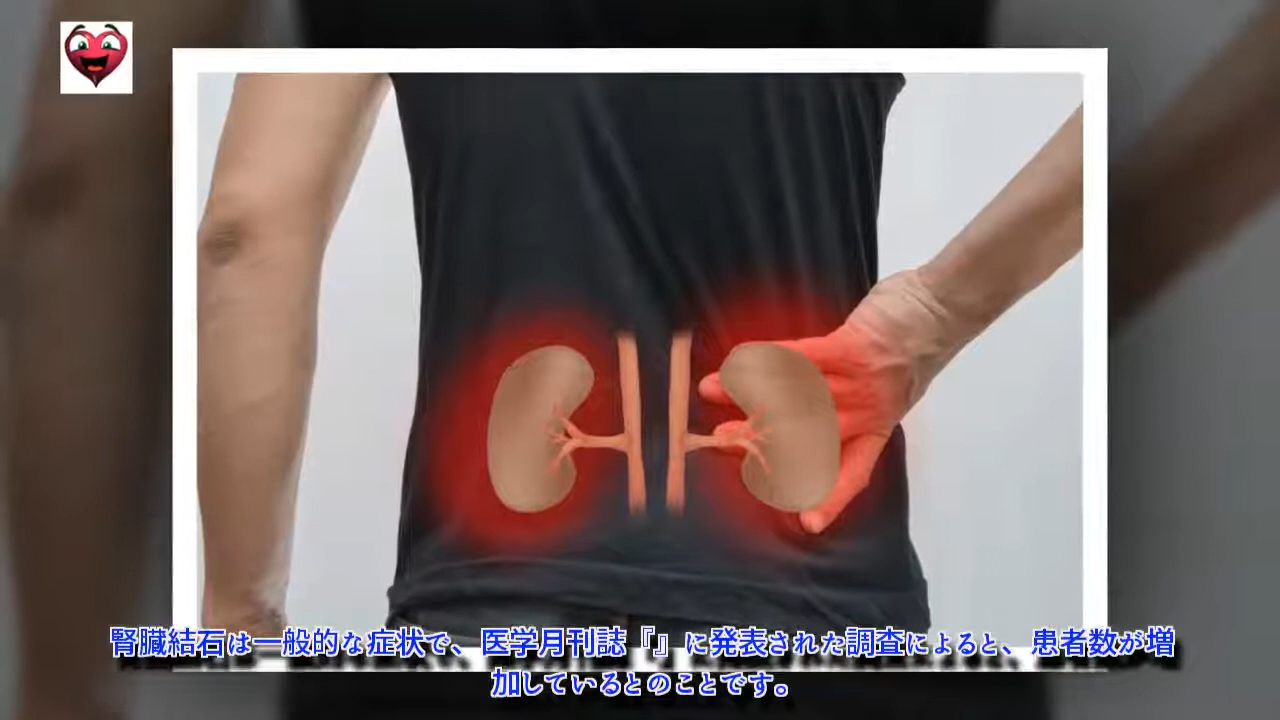 腎臓結石は一般的な症状で、医学月刊誌『』に発表された調査によると、患者数が増
加しているとのことです。